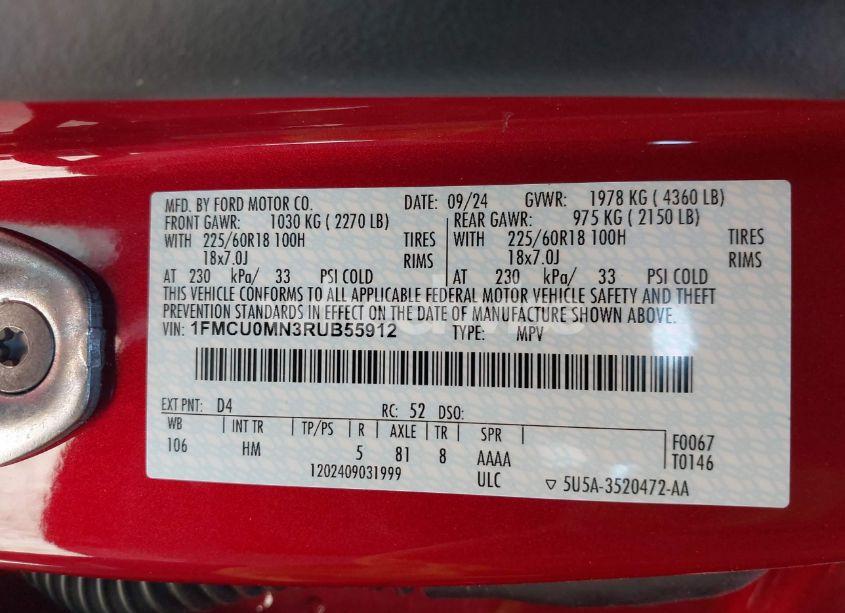 MFD. BY FORD MOTOR CO. DATE: 09/24 GVWR: 1978 KG ( 4360 LB)
FRONT GAWR: 1030 KG ( 2270 LB) REAR GAWR: 975 KG ( 2150 LB)
WITH 225/60R18 100H TIRES WITH 225/60R18 100H TIRES
18x7.0J RIMS 18x7.0J RIMS
AT 230 kPa/ 33 PSI COLD AT 230 kPa/ 33 PSI COLD
THIS VEHICLE CONFORMS TO ALL APPLICABLE FEDERAL MOTOR VEHICLE SAFETY AND THEFT
PREVENTION STANDARDS IN EFFECT ON THE DATE OF MANUFACTURE SHOWN ABOVE.
VIN: 1FMCU0MN3RUB55912 TYPE: MPV
EXT PNT: D4 RC: 52 DSO:
WB INT TR TP/PS R AXLE TR SPR F0067
106 HM 5 81 8 AAAA T0146
1202409031999 ULC ▽ 5U5A-3520472-AA